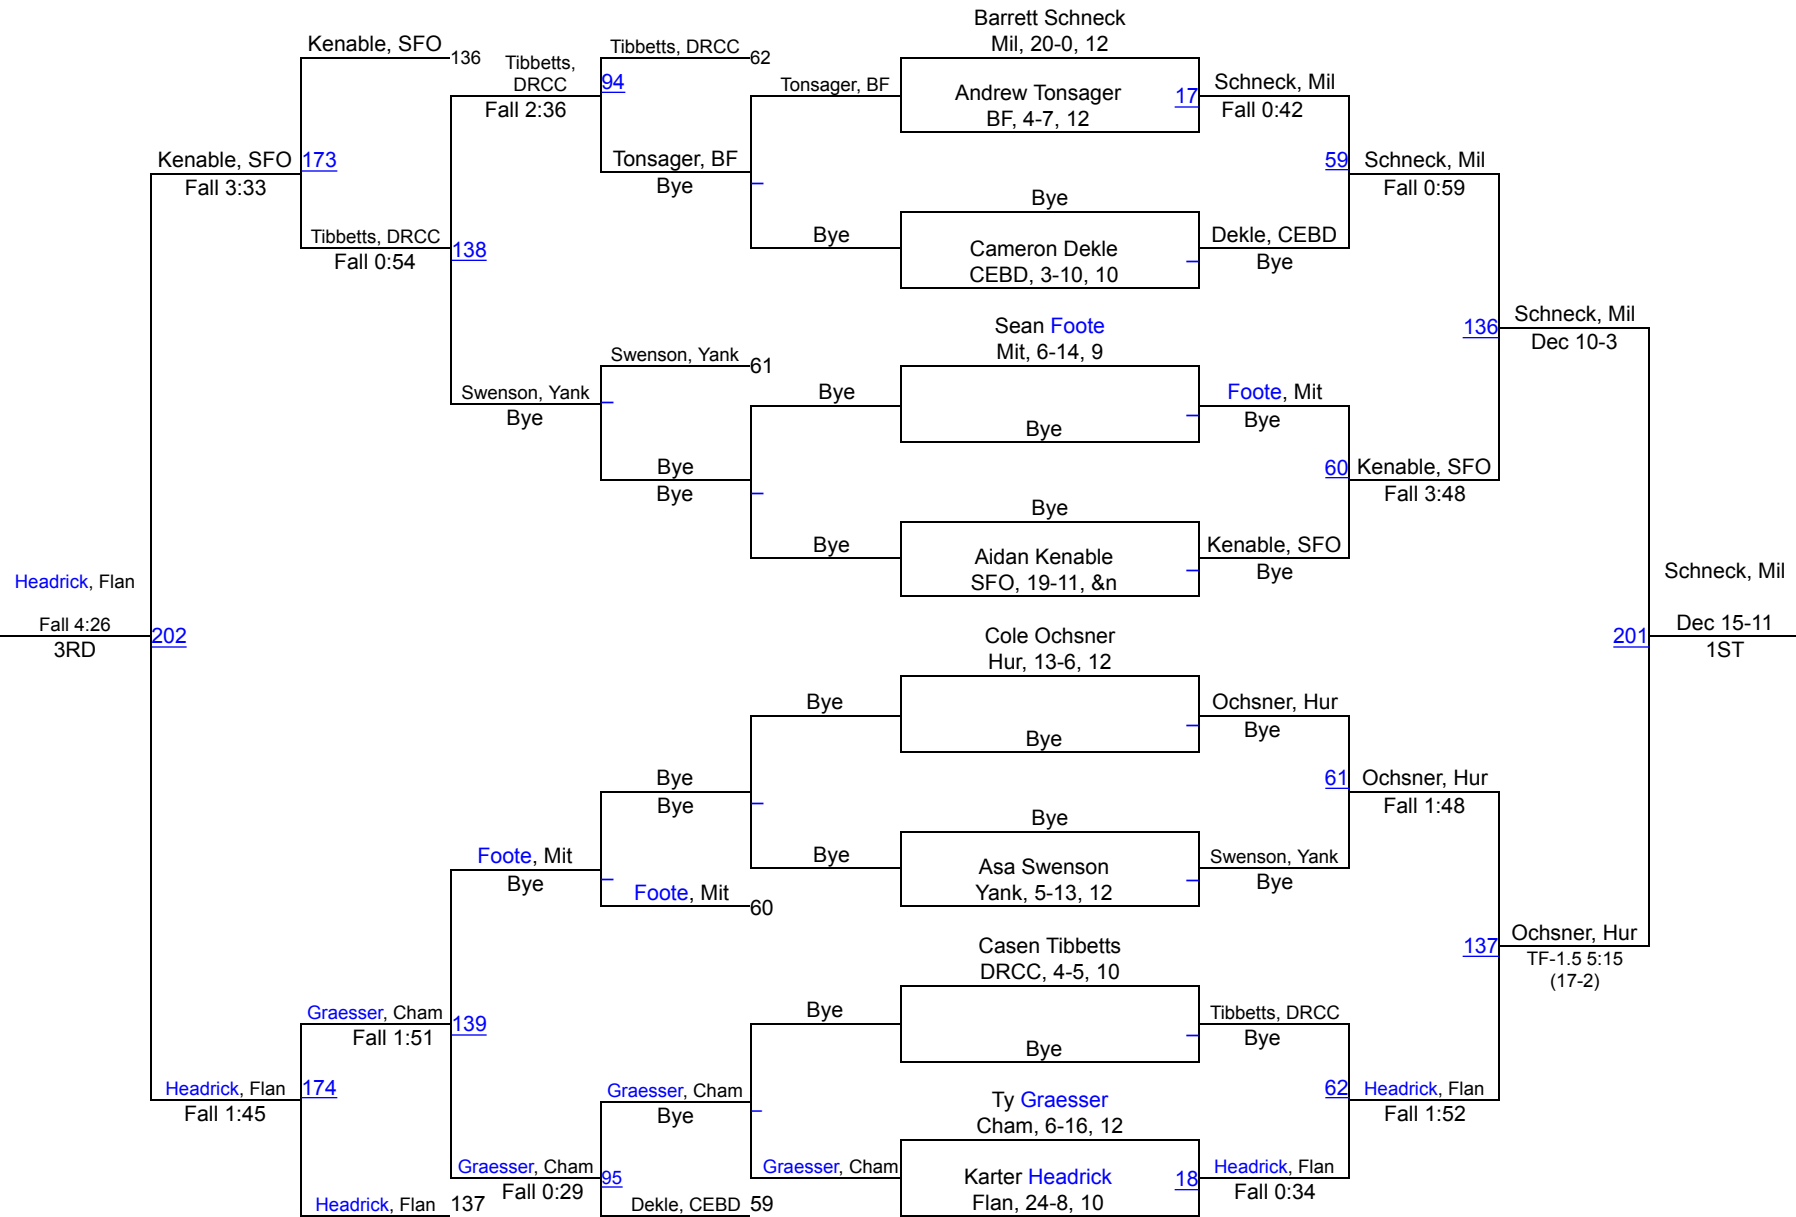 Kenable, SFO
136
Tibbetts,
DRCC
Fall 2:36
94
Tibbetts, DRCC
62
Tonsager, BF
Bye
Tonsager, BF
Bye
Kenable, SFO
Fall 3:33
173
Tibbetts, DRCC
Fall 0:54
138
Swenson, Yank
61
Swenson, Yank
Bye
Bye
Bye
Bye
Bye
Headrick, Flan
Fall 4:26
3RD
202
Bye
Bye
Bye
Bye
Foote, Mit
Bye
Foote, Mit
60
Graesser, Cham
Fall 1:51
139
Bye
Headrick, Flan
Fall 1:45
174
Graesser, Cham
Bye
Graesser, Cham
Graesser, Cham
Fall 0:29
95
Headrick, Flan
137
Dekle, CEBD
59
Barrett Schneck
Mil, 20-0, 12
Andrew Tonsager
BF, 4-7, 12
17
Bye
Cameron Dekle
CEBD, 3-10, 10
Sean Foote
Mit, 6-14, 9
Bye
Bye
Aidan Kenable
SFO, 19-11, &n
Cole Ochsner
Hur, 13-6, 12
Bye
Bye
Asa Swenson
Yank, 5-13, 12
Casen Tibbetts
DRCC, 4-5, 10
Bye
Ty Graesser
Cham, 6-16, 12
Karter Headrick
Flan, 24-8, 10
18
Schneck, Mil
Fall 0:42
59
Schneck, Mil
Fall 0:59
Dekle, CEBD
Bye
136
Schneck, Mil
Dec 10-3
Foote, Mit
Bye
60
Kenable, SFO
Fall 3:48
Kenable, SFO
Bye
Schneck, Mil
201
Dec 15-11
1ST
Ochsner, Hur
Bye
61
Ochsner, Hur
Fall 1:48
Swenson, Yank
Bye
137
Ochsner, Hur
TF-1.5 5:15
(17-2)
Tibbetts, DRCC
Bye
62
Headrick, Flan
Fall 1:52
Headrick, Flan
Fall 0:34